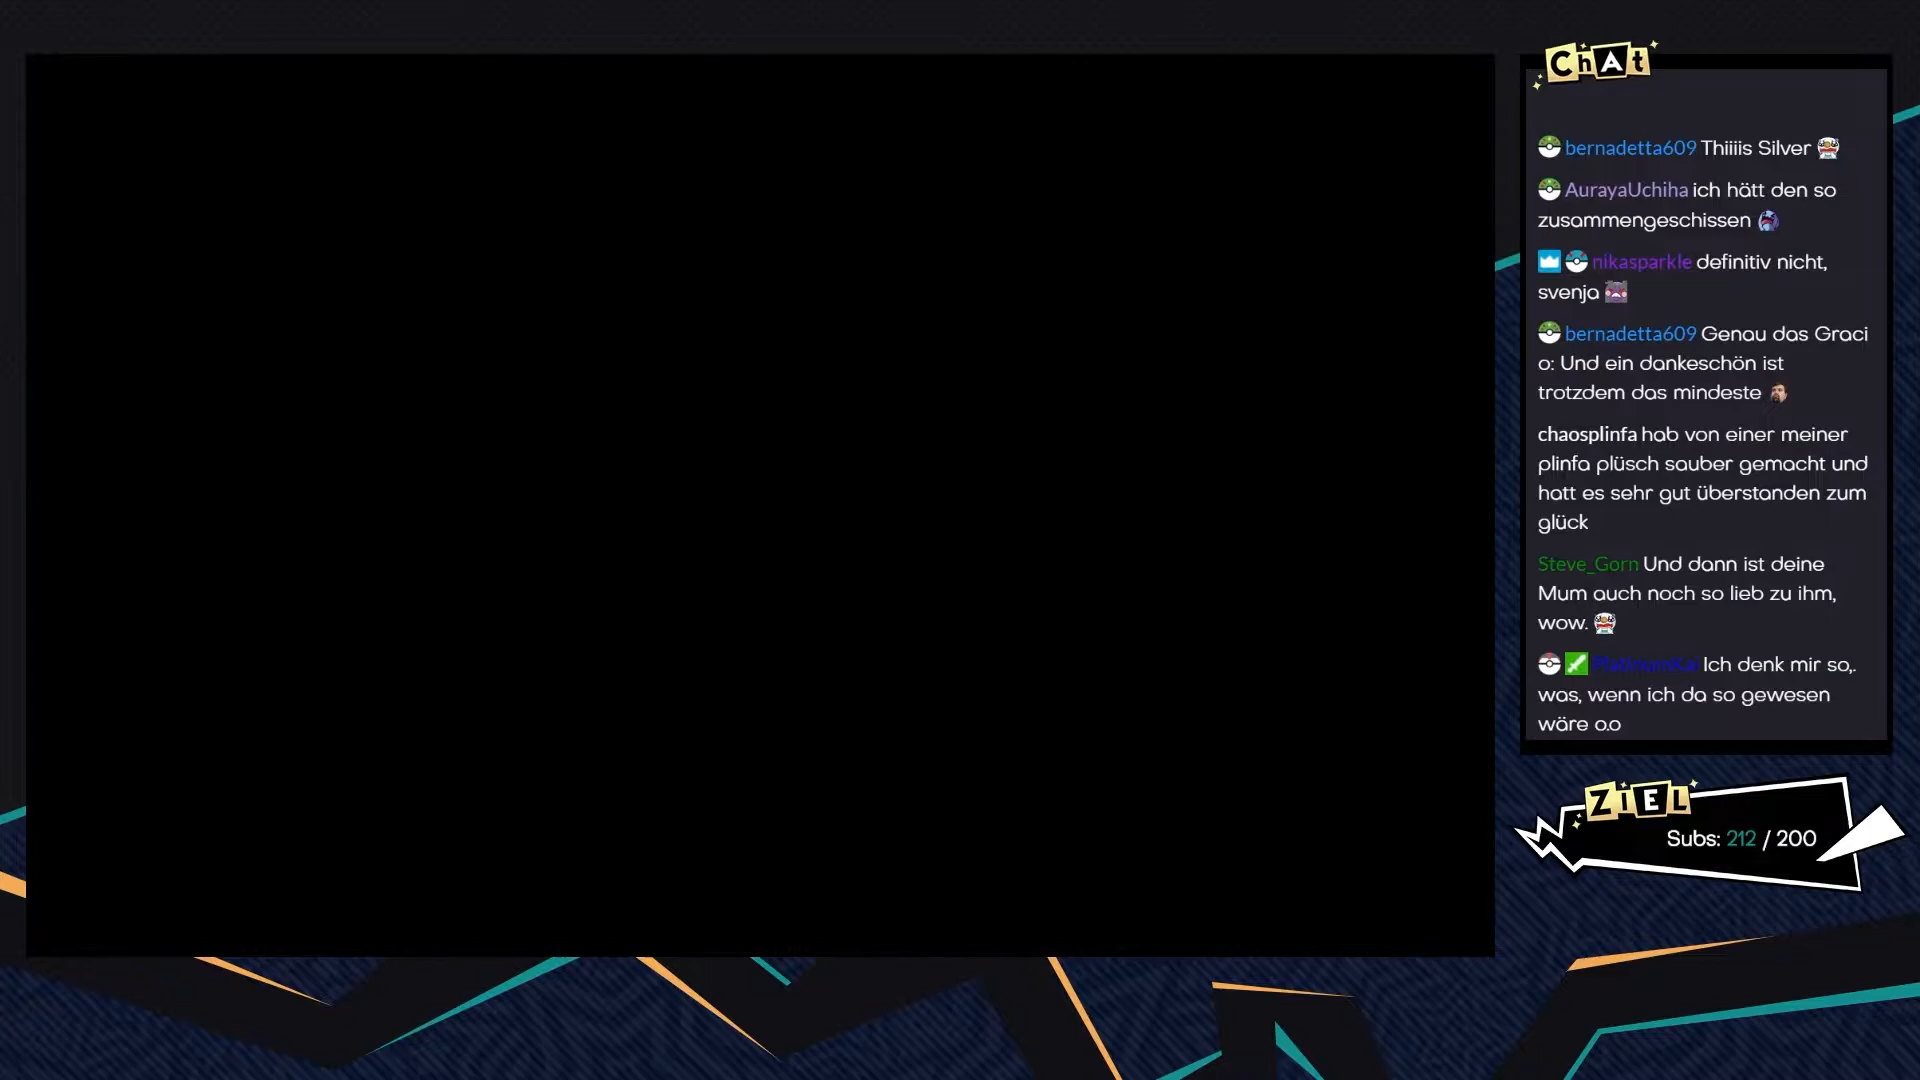 ChAt
bernadetta609 Thiiiis Silver
AurayaUchiha ich hätt den so
zusammengeschissen
nikasparkle definitiv nicht,
svenja
bernadetta609 Genau das Graci
o: Und ein dankeschön ist
trotzdem das mindeste
chaosplinfa hab von einer meiner
plinfa plüsch sauber gemacht und
hatt es sehr gut überstanden zum
glück
Steve_Gorn Und dann ist deine
Mum auch noch so lieb zu ihm,
wow.
PlatinumKai Ich denk mir so,.
was, wenn ich da so gewesen
wäre o.o
ZiEL
Subs: 212 / 200